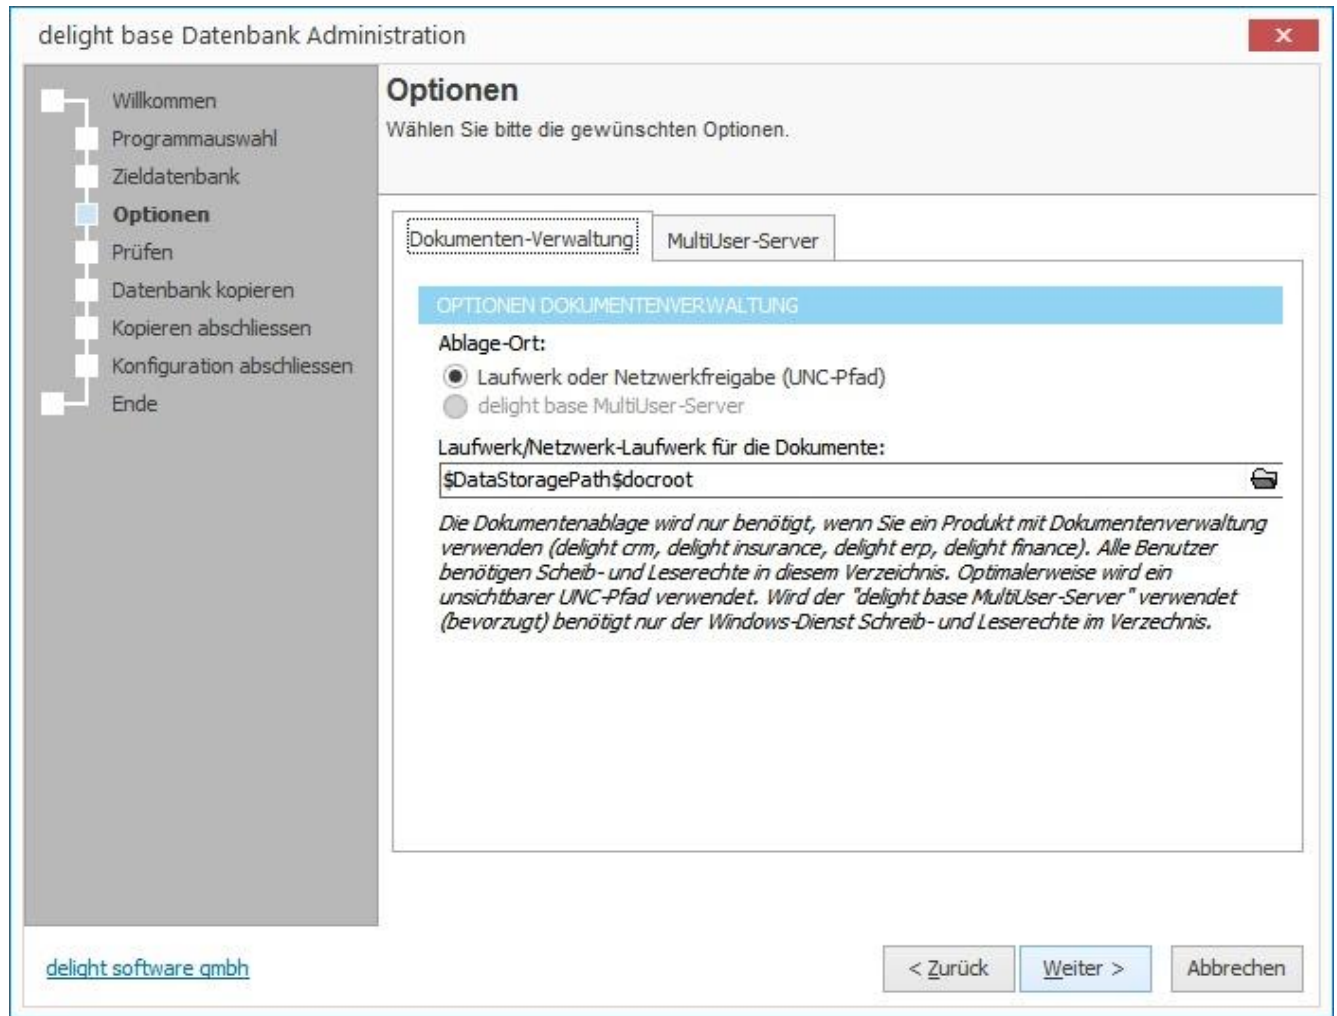 delight base Datenbank Administration
Willkommen
Programmauswahl
Zieldatenbank
Optionen
Prüfen
Datenbank kopieren
Kopieren abschliessen
Konfiguration abschliessen
Ende
Optionen
Wählen Sie bitte die gewünschten Optionen.
Dokumenten-Verwaltung
MultiUser-Server
OPTIONEN DOKUMENTENVERWALTUNG
Ablage-Ort:
Laufwerk oder Netzwerkfreigabe (UNC-Pfad)
delight base MultiUser-Server
Laufwerk/Netzwerk-Laufwerk für die Dokumente:
$DataStoragePath$docroot
Die Dokumentenablage wird nur benötigt, wenn Sie ein Produkt mit Dokumentenverwaltung
verwenden (delight crm, delight insurance, delight erp, delight finance). Alle Benutzer
benötigen Scheib- und Leserechte in diesem Verzeichnis. Optimalerweise wird ein
unsichtbarer UNC-Pfad verwendet. Wird der "delight base MultiUser-Server" verwendet
(bevorzugt) benötigt nur der Windows-Dienst Schreib- und Leserechte im Verzechnis.
delight software gmbh
< Zurück
Weiter >
Abbrechen